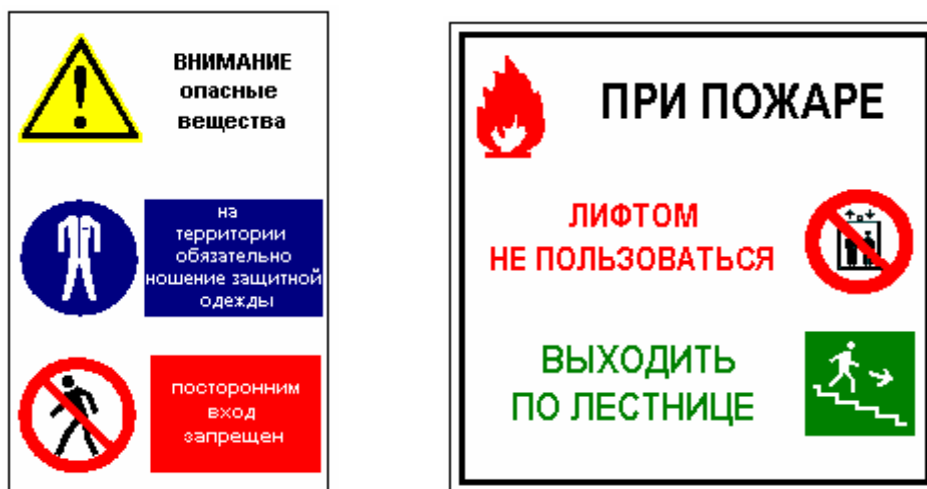 ВНИМАНИЕ
опасные
вещества
на
территории
обязательно
ношение защитной
одежды
посторонним
вход
запрещен
ПРИ ПОЖАРЕ
ЛИФТОМ
НЕ ПОЛЬЗОВАТЬСЯ
ВЫХОДИТЬ
ПО ЛЕСТНИЦЕ